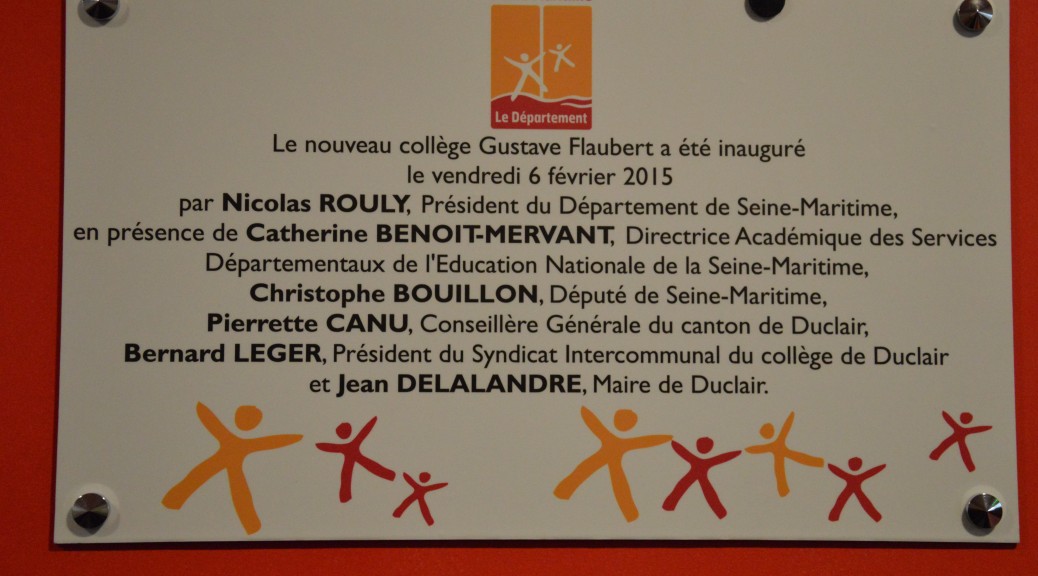 Le Département
Le nouveau collège Gustave Flaubert a été inauguré
le vendredi 6 février 2015
par Nicolas ROULY, Président du Département de Seine-Maritime,
en présence de Catherine BENOIT-MERVANT, Directrice Académique des Services
Départementaux de l'Education Nationale de la Seine-Maritime,
Christophe BOUILLON, Député de Seine-Maritime,
Pierrette CANU, Conseillère Générale du canton de Duclair,
Bernard LEGER, Président du Syndicat Intercommunal du collège de Duclair
et Jean DELALANDRE, Maire de Duclair.